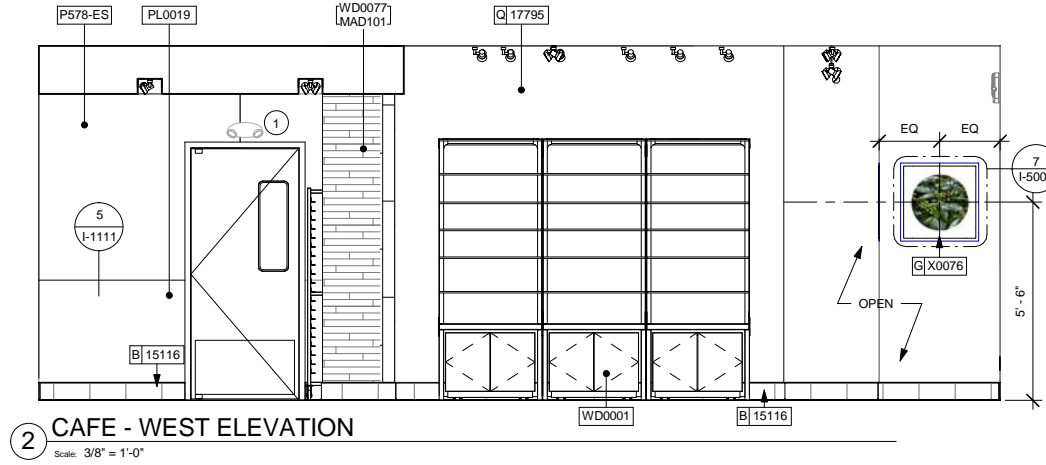 P578-ES
PL0019
WD0077
MAD101
Q 17795
1
EQ EQ
7
I-500
5
I-1111
G X0076
OPEN
5' - 6"
B 15116
WD0001
B 15116
2 CAFE - WEST ELEVATION
Scale: 3/8" = 1'-0"